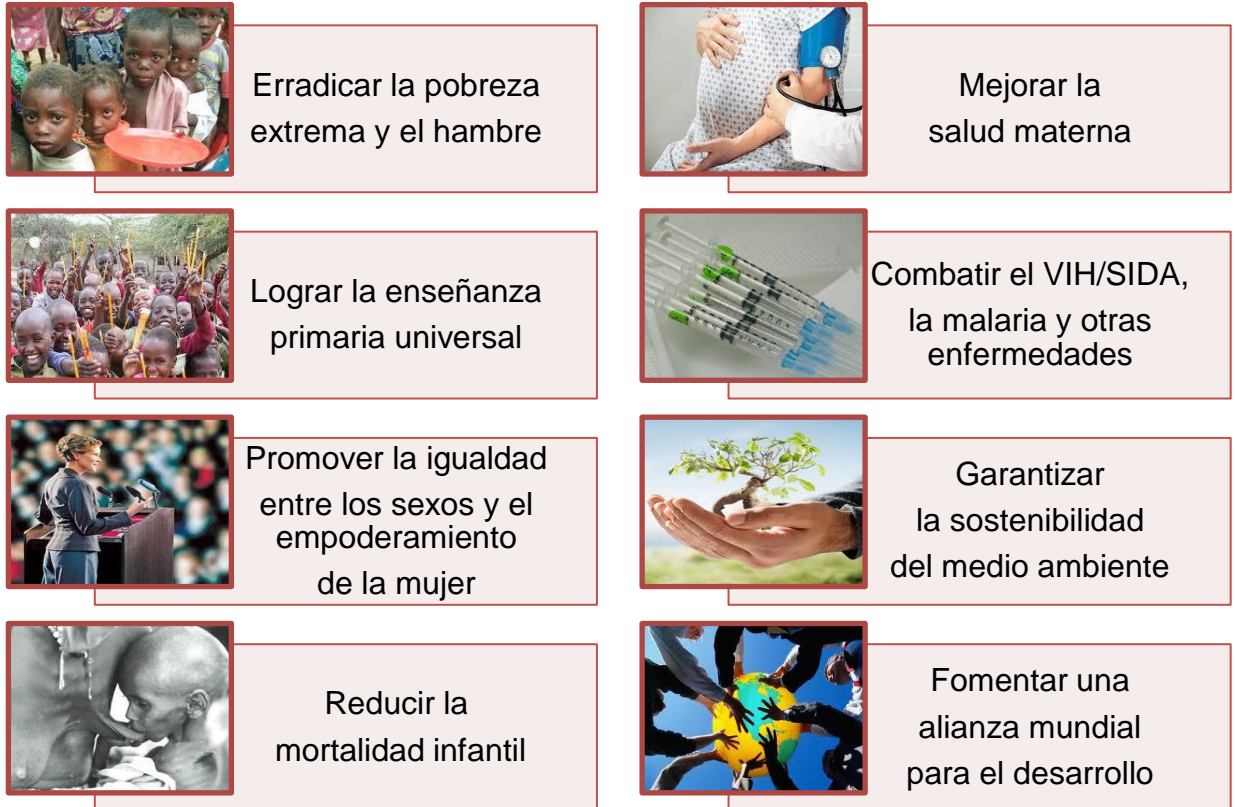 Erradicar la pobreza
extrema y el hambre
Mejorar la
salud materna
Lograr la enseñanza
primaria universal
Combatir el VIH/SIDA,
la malaria y otras
enfermedades
Promover la igualdad
entre los sexos y el
empoderamiento
de la mujer
Garantizar
la sostenibilidad
del medio ambiente
Reducir la
mortalidad infantil
Fomentar una
alianza mundial
para el desarrollo